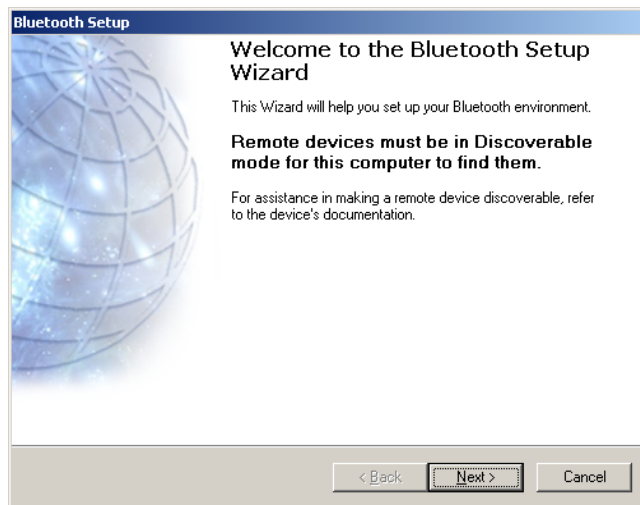 Bluetooth Setup
Welcome to the Bluetooth Setup
Wizard
This Wizard will help you set up your Bluetooth environment.
Remote devices must be in Discoverable
mode for this computer to find them.
For assistance in making a remote device discoverable, refer
to the device's documentation.
< Back Next > Cancel